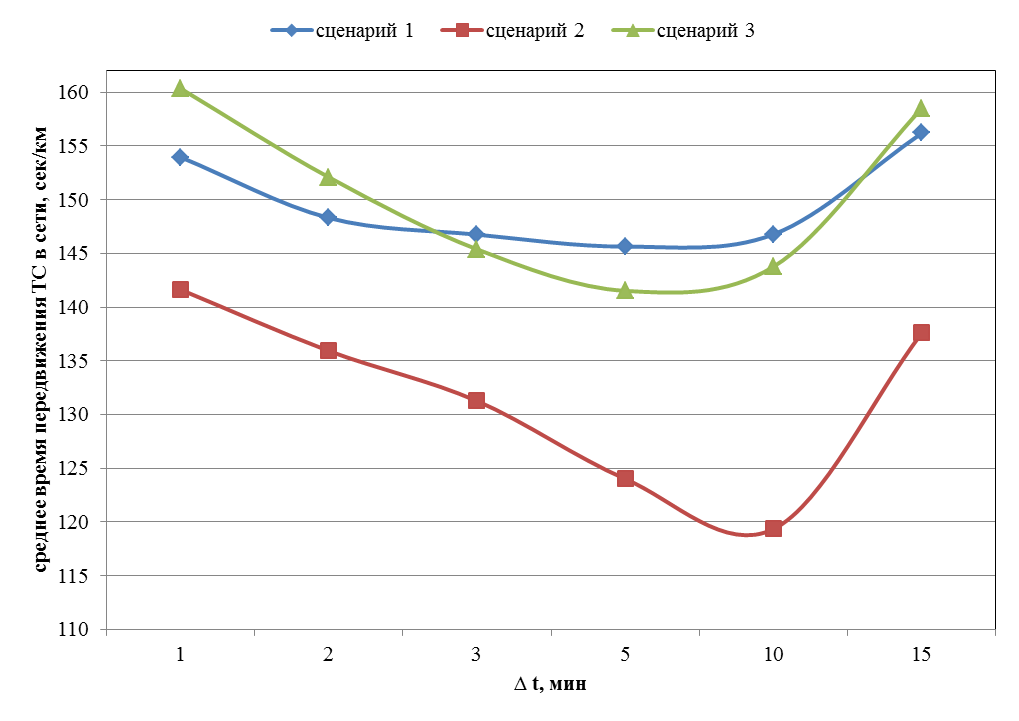 сценарий 1 сценарий 2 сценарий 3
среднее время передвижения ТС в сети, сек/км
160
155
150
145
140
135
130
125
120
115
110
1 2 3 5 10 15
Δ t, мин